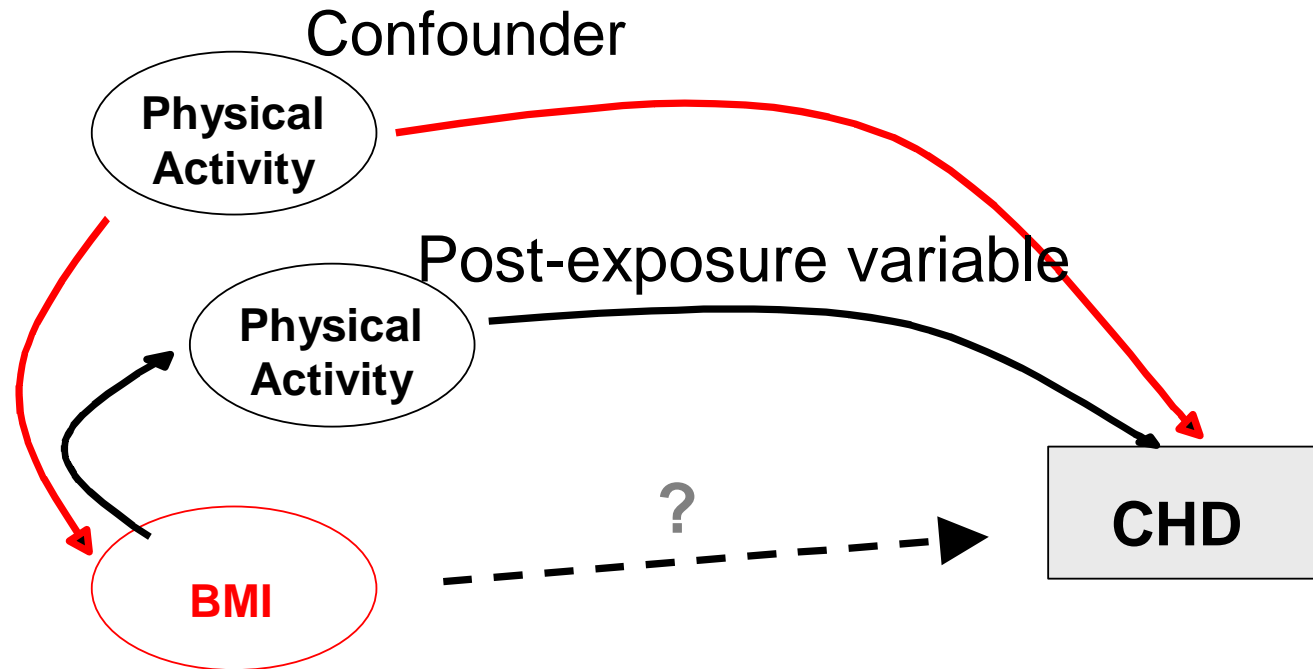 Confounder
Physical
Activity
Post-exposure variable
Physical
Activity
?
CHD
BMI